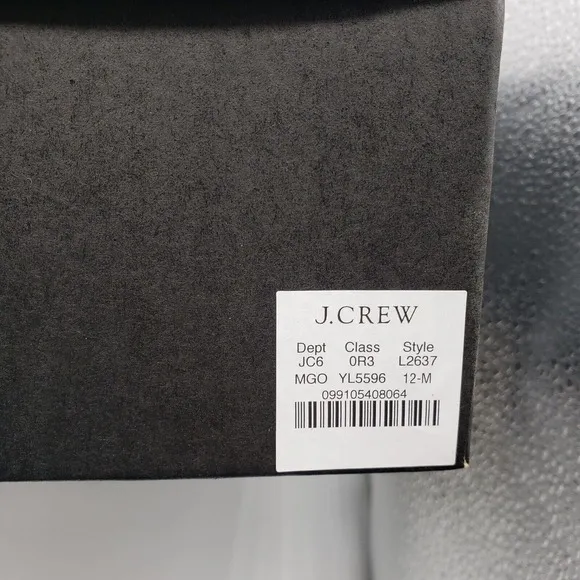 J.CREW
Dept Class Style
JC6 0R3 L2637
MGO YL5596 12-M
099105408064